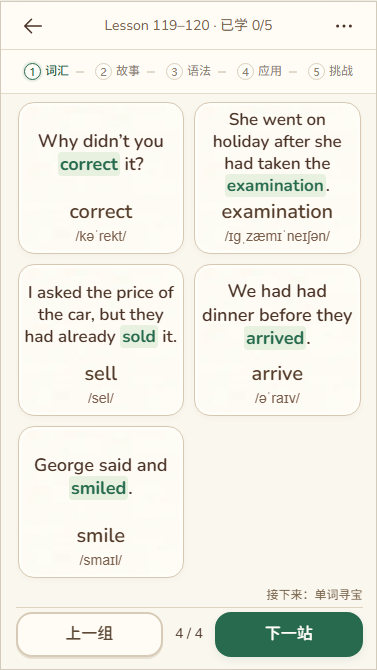 Lesson 119–120 · 已学 0/5
1 词汇 – 2 故事 – 3 语法 – 4 应用 – 5 挑战
Why didn’t you
correct it?
correct
/kəˈrekt/
She went on
holiday after she
had taken the
examination.
examination
/ɪɡˌzæmɪˈneɪʃən/
I asked the price of
the car, but they
had already sold it.
sell
/sel/
We had had
dinner before they
arrived.
arrive
/əˈraɪv/
George said and
smiled.
smile
/smaɪl/
接下来：单词寻宝
上一组
4 / 4
下一站